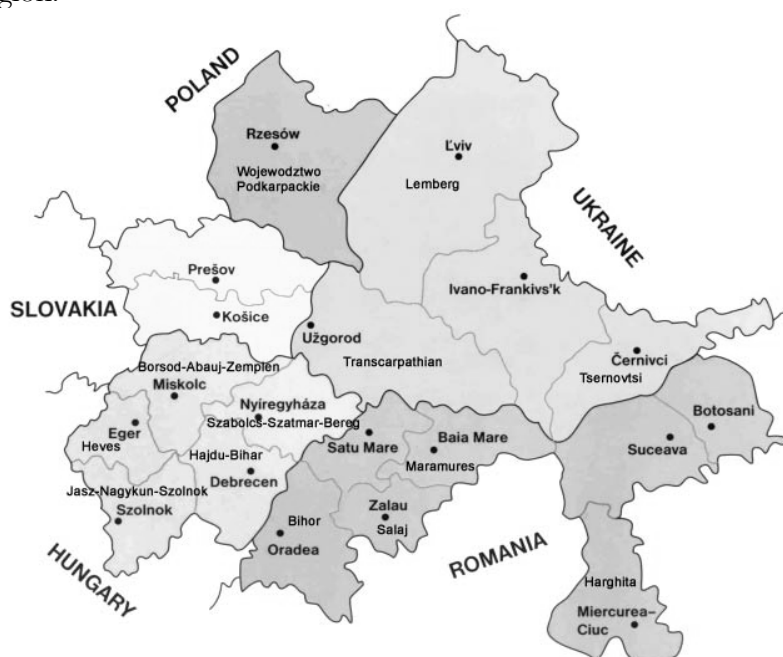 gion.
POLAND
Rzesów
Wojewodztwo
Podkarpackie
Ľviv
Lemberg
UKRAINE
Prešov
Ivano-Frankivs'k
SLOVAKIA
Košice
Užgorod
Transcarpathian
Černivci
Tsernovtsi
Borsod-Abauj-Zemplen
Miskolc
Nyíregyháza
Szabolcs-Szatmar-Bereg
Eger
Heves
Hajdu-Bihar
Debrecen
Satu Mare
Baia Mare
Maramures
Botosani
Suceava
Jasz-Nagykun-Szolnok
Szolnok
Bihor
Oradea
Zalau
Salaj
HUNGARY
ROMANIA
Harghita
Miercurea-
Ciuc